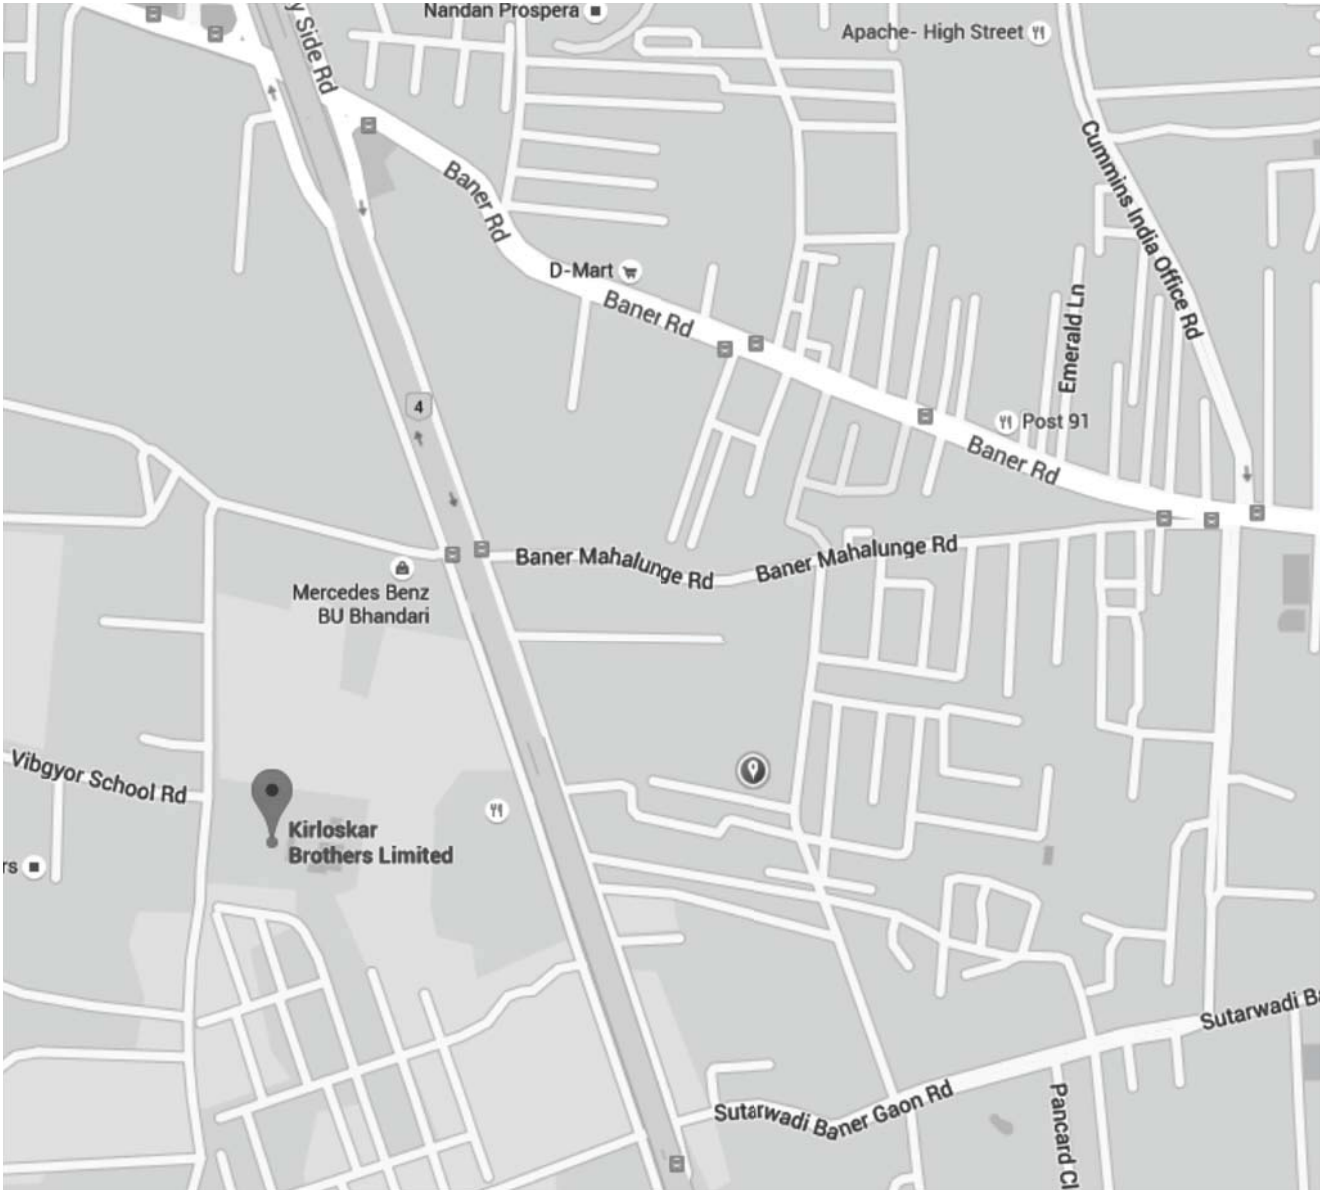 Nandan Prospera
Apache- High Street
y Side Rd
Cummins India Office Rd
Baner Rd
D-Mart
Baner Rd
Emerald Ln
4
Post 91
Baner Rd
Baner Mahalunge Rd
Baner Mahalunge Rd
Mercedes Benz
BU Bhandari
Vibgyor School Rd
Kirloskar
Brothers Limited
rs
Sutarwadi Ba
Sutarwadi Baner Gaon Rd
Pancard Cl